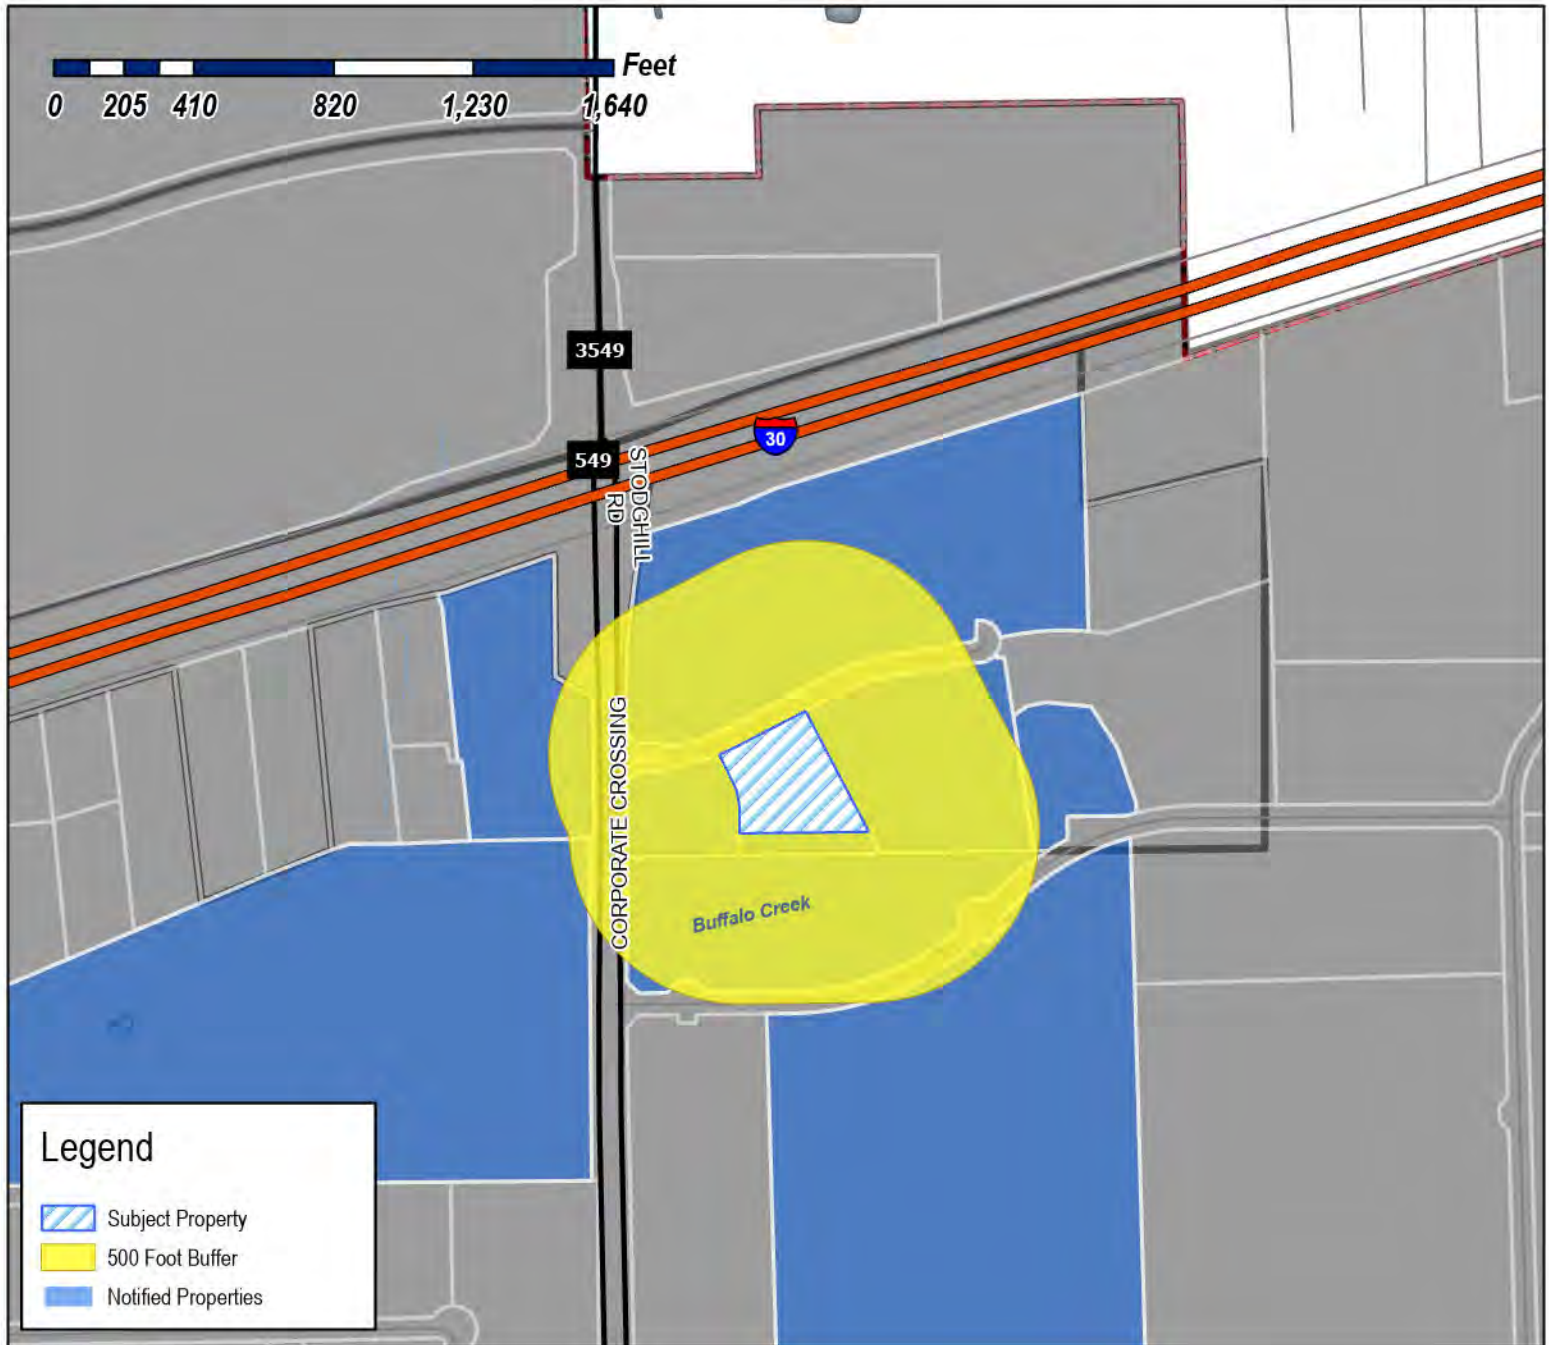 Feet
0 205 410 820 1,230 1,640
3549
30
549
STODGHILL
RD
CORPORATE CROSSING
Buffalo Creek
Legend
Subject Property
500 Foot Buffer
Notified Properties